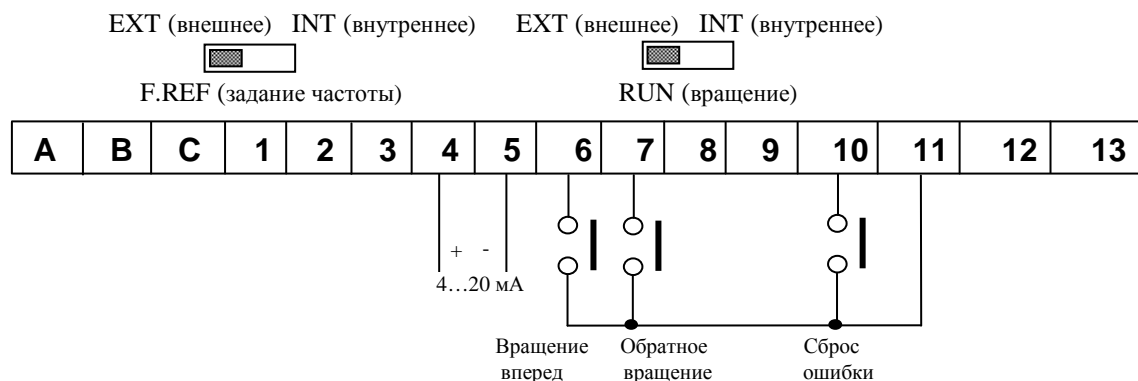 EXT (внешнее) INT (внутреннее) EXT (внешнее) INT (внутреннее)
F.REF (задание частоты) RUN (вращение)
A B C 1 2 3 4 5 6 7 8 9 10 11 12 13
+ -
4…20 мА
Вращение Обратное Сброс
вперед вращение ошибки